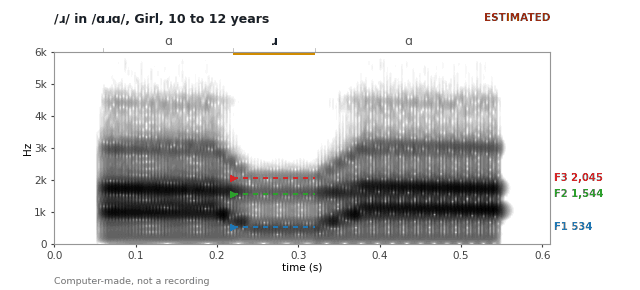 /ɹ/ in /ɑɹɑ/, Girl, 10 to 12 years
ESTIMATED
ɑ ɹ ɑ
6k
5k
4k
3k
2k
1k
0
Hz
F3 2,045
F2 1,544
F1 534
0.0 0.1 0.2 0.3 0.4 0.5 0.6
time (s)
Computer-made, not a recording